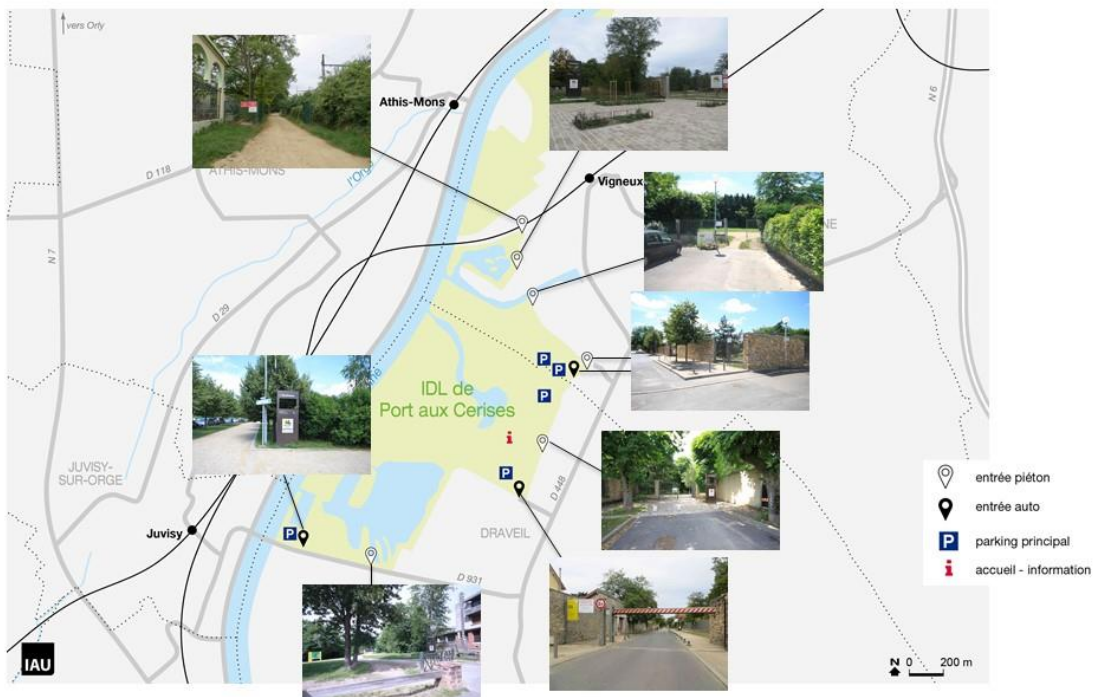 vers Orly
Athis-Mons
N 6
D 118
ATHIS-MONS
l'Orge
Vigneux
NE
N 7
D 29
IDL de
Port aux Cerises
JUVISY-
SUR-ORGE
D 448
entrée piéton
entrée auto
DRAVEIL
Juvisy
P parking principal
i accueil - information
D 931
IAU
N 0 200 m